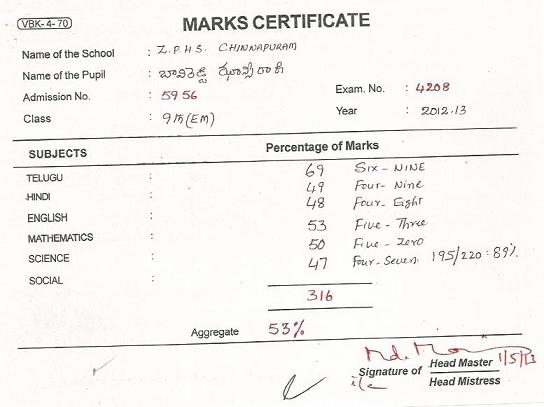 VBK-4-70
MARKS CERTIFICATE
Name of the School : Z.P.H.S. CHINNAPURAM
Name of the Pupil :
Admission No. : 5956 Exam. No. : 4208
Class : 9th (EM) Year : 2012.13
SUBJECTS Percentage of Marks
TELUGU : 69 SIX-NINE
HINDI : 49 Four-Nine
ENGLISH : 48 Four-Eight
MATHEMATICS : 53 Five-Three
SCIENCE : 50 Five-Zero
SOCIAL : 47 Four-Seven 195/220:89%
316
Aggregate 53%
Signature of Head Master 1/5/13
i/c Head Mistress